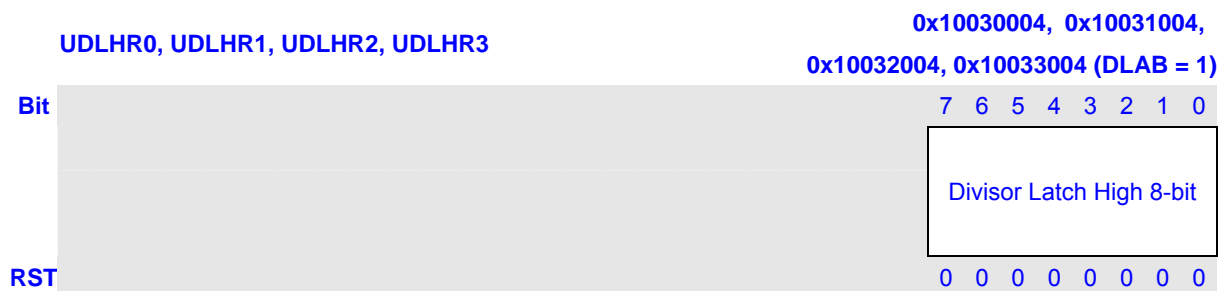 UDLHR0, UDLHR1, UDLHR2, UDLHR3
0x10030004, 0x10031004,
0x10032004, 0x10033004 (DLAB = 1)
Bit 7 6 5 4 3 2 1 0
Divisor Latch High 8-bit
RST 0 0 0 0 0 0 0 0